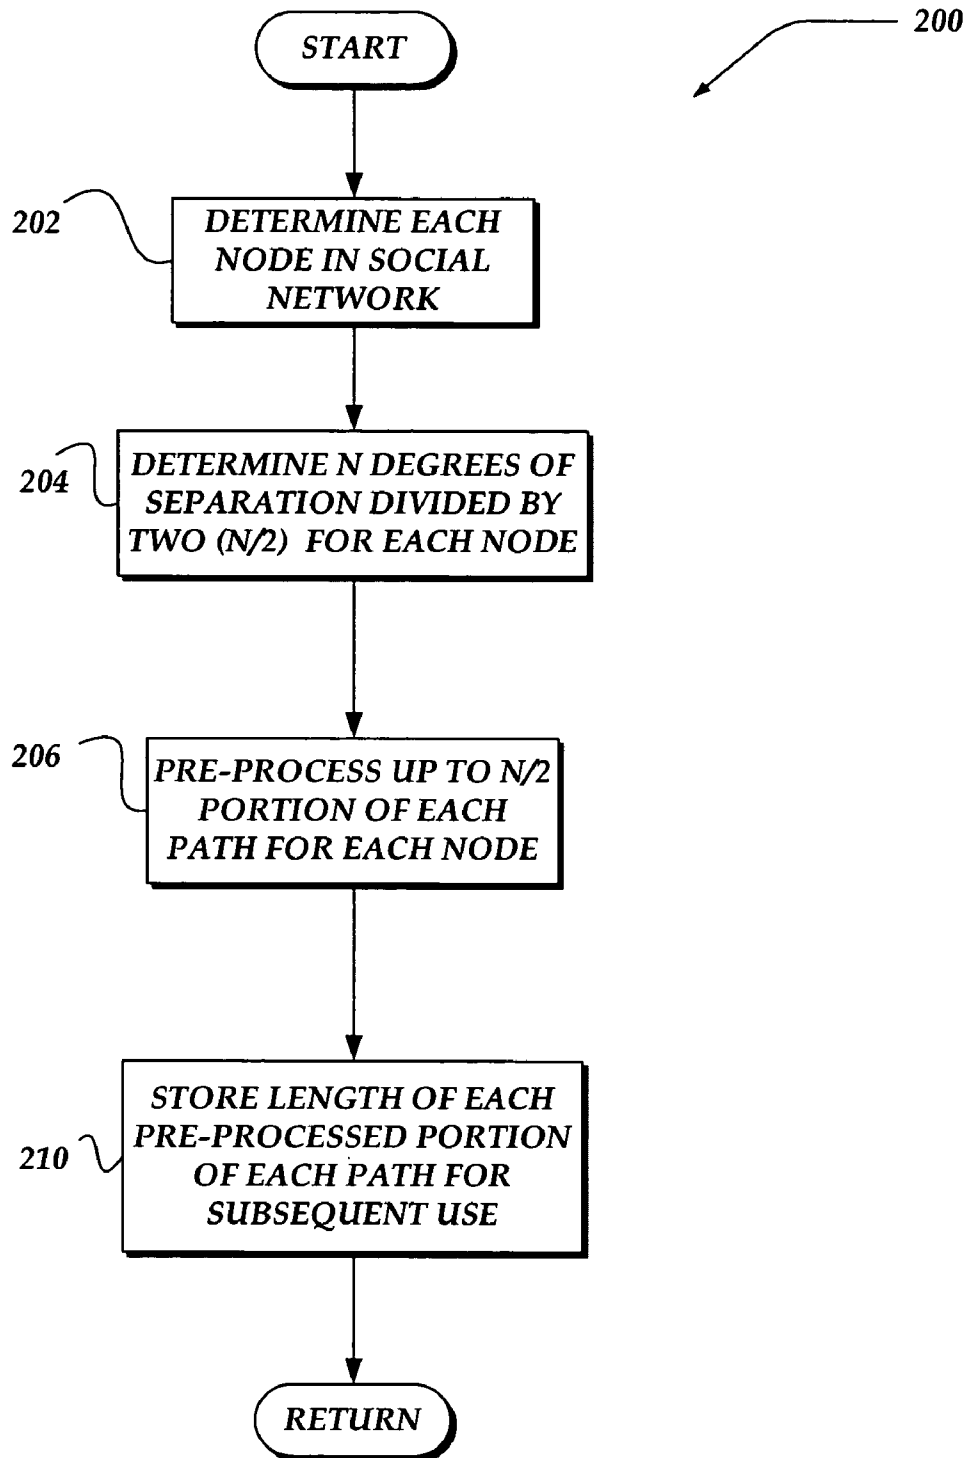 200
START
202
DETERMINE EACH
NODE IN SOCIAL
NETWORK
204
DETERMINE N DEGREES OF
SEPARATION DIVIDED BY
TWO (N/2) FOR EACH NODE
206
PRE-PROCESS UP TO N/2
PORTION OF EACH
PATH FOR EACH NODE
210
STORE LENGTH OF EACH
PRE-PROCESSED PORTION
OF EACH PATH FOR
SUBSEQUENT USE
RETURN